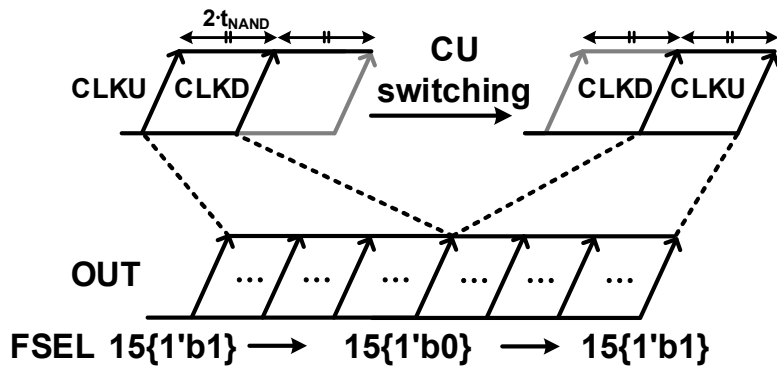 2·tNAND
CLKU CLKD
CU
switching
CLKD CLKU
OUT
... ... ... ... ... ...
FSEL 15{1'b1} → 15{1'b0} → 15{1'b1}